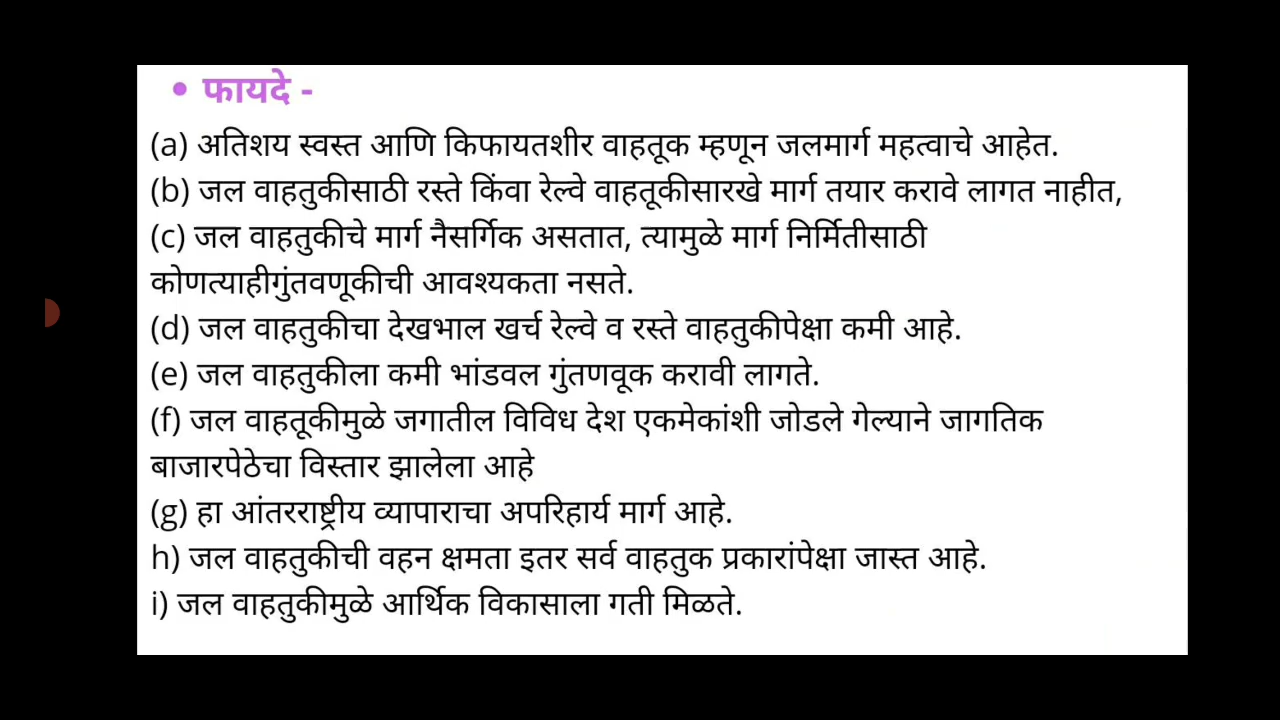 • फायदे -
(a) अतिशय स्वस्त आणि किफायतशीर वाहतूक म्हणून जलमार्ग महत्वाचे आहेत.
(b) जल वाहतुकीसाठी रस्ते किंवा रेल्वे वाहतूकीसारखे मार्ग तयार करावे लागत नाहीत,
(c) जल वाहतुकीचे मार्ग नैसर्गिक असतात, त्यामुळे मार्ग निर्मितीसाठी
कोणत्याहीगुंतवणूकीची आवश्यकता नसते.
(d) जल वाहतुकीचा देखभाल खर्च रेल्वे व रस्ते वाहतुकीपेक्षा कमी आहे.
(e) जल वाहतुकीला कमी भांडवल गुंतणवूक करावी लागते.
(f) जल वाहतूकीमुळे जगातील विविध देश एकमेकांशी जोडले गेल्याने जागतिक
बाजारपेठेचा विस्तार झालेला आहे
(g) हा आंतरराष्ट्रीय व्यापाराचा अपरिहार्य मार्ग आहे.
h) जल वाहतुकीची वहन क्षमता इतर सर्व वाहतुक प्रकारांपेक्षा जास्त आहे.
i) जल वाहतुकीमुळे आर्थिक विकासाला गती मिळते.